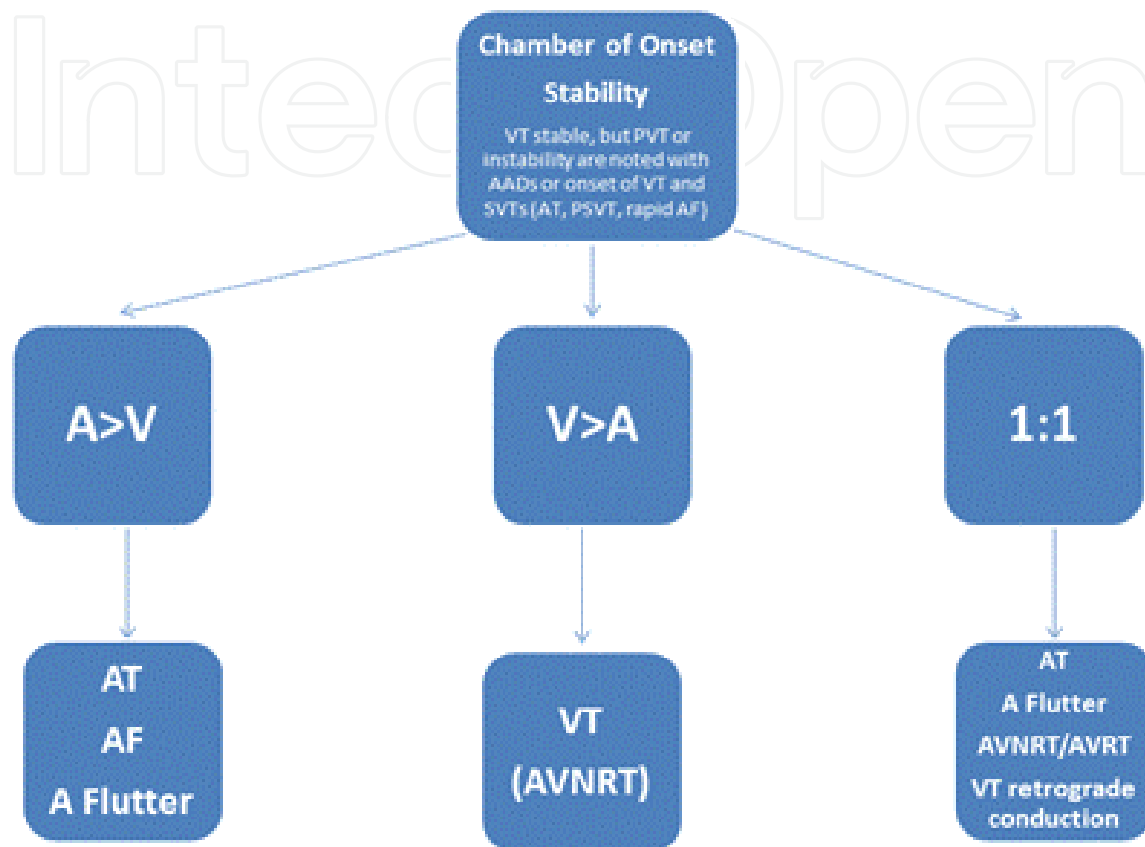 IntechOpen
Chamber of Onset
Stability
VT stable, but PVT or
instability are noted with
AADs or onset of VT and
SVTs (AT, PSVT, rapid AF)
A>V
V>A
1:1
AT
AF
A Flutter
VT
(AVNRT)
AT
A Flutter
AVNRT/AVRT
VT retrograde
conduction